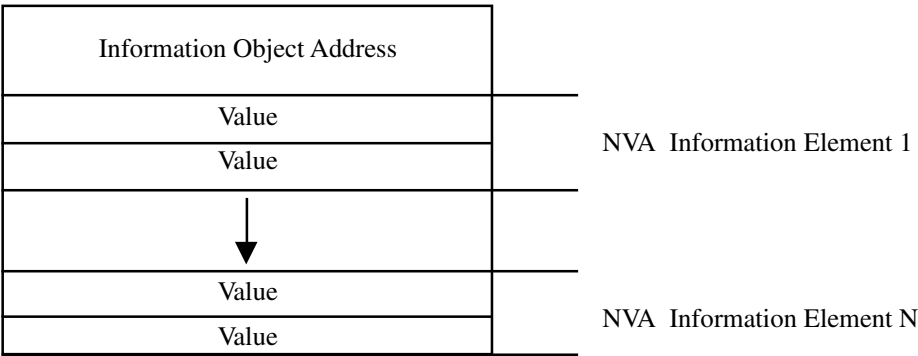 Information Object Address
Value
Value
NVA Information Element 1
Value
Value
NVA Information Element N